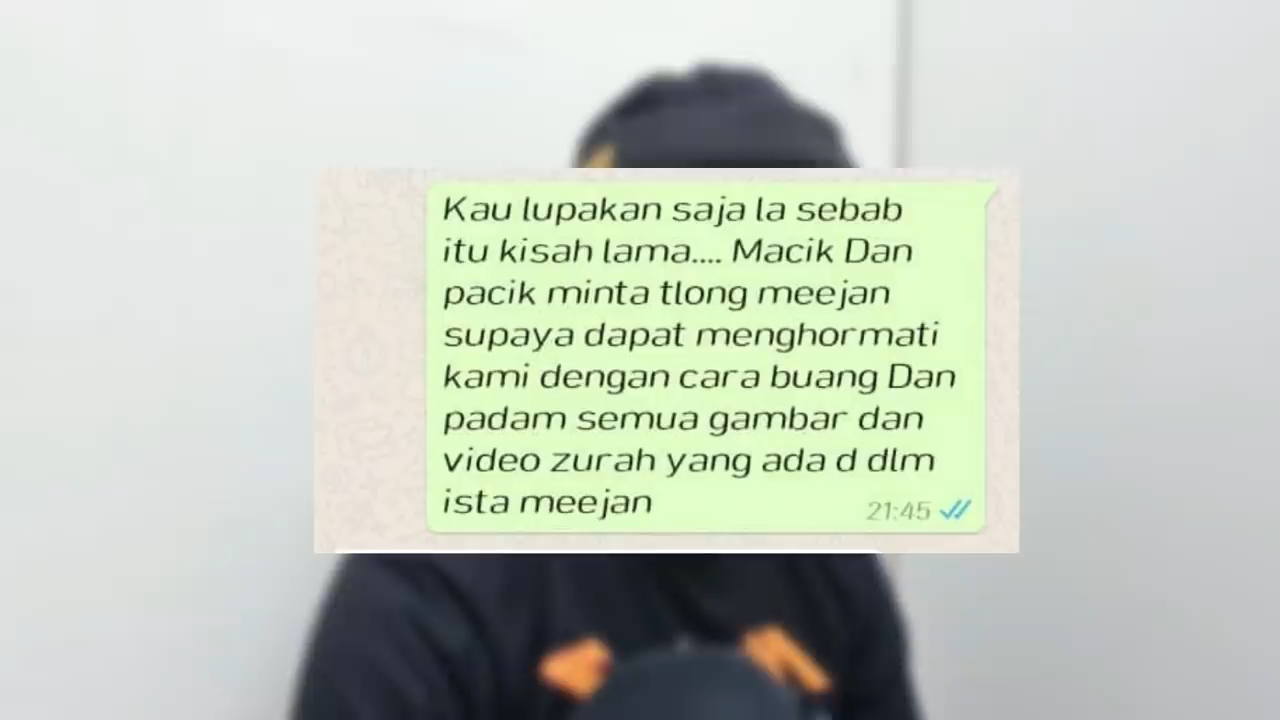 Kau lupakan saja la sebab
itu kisah lama.... Macik Dan
pacik minta tlong meejan
supaya dapat menghormati
kami dengan cara buang Dan
padam semua gambar dan
video zurah yang ada d dlm
ista meejan
21:45